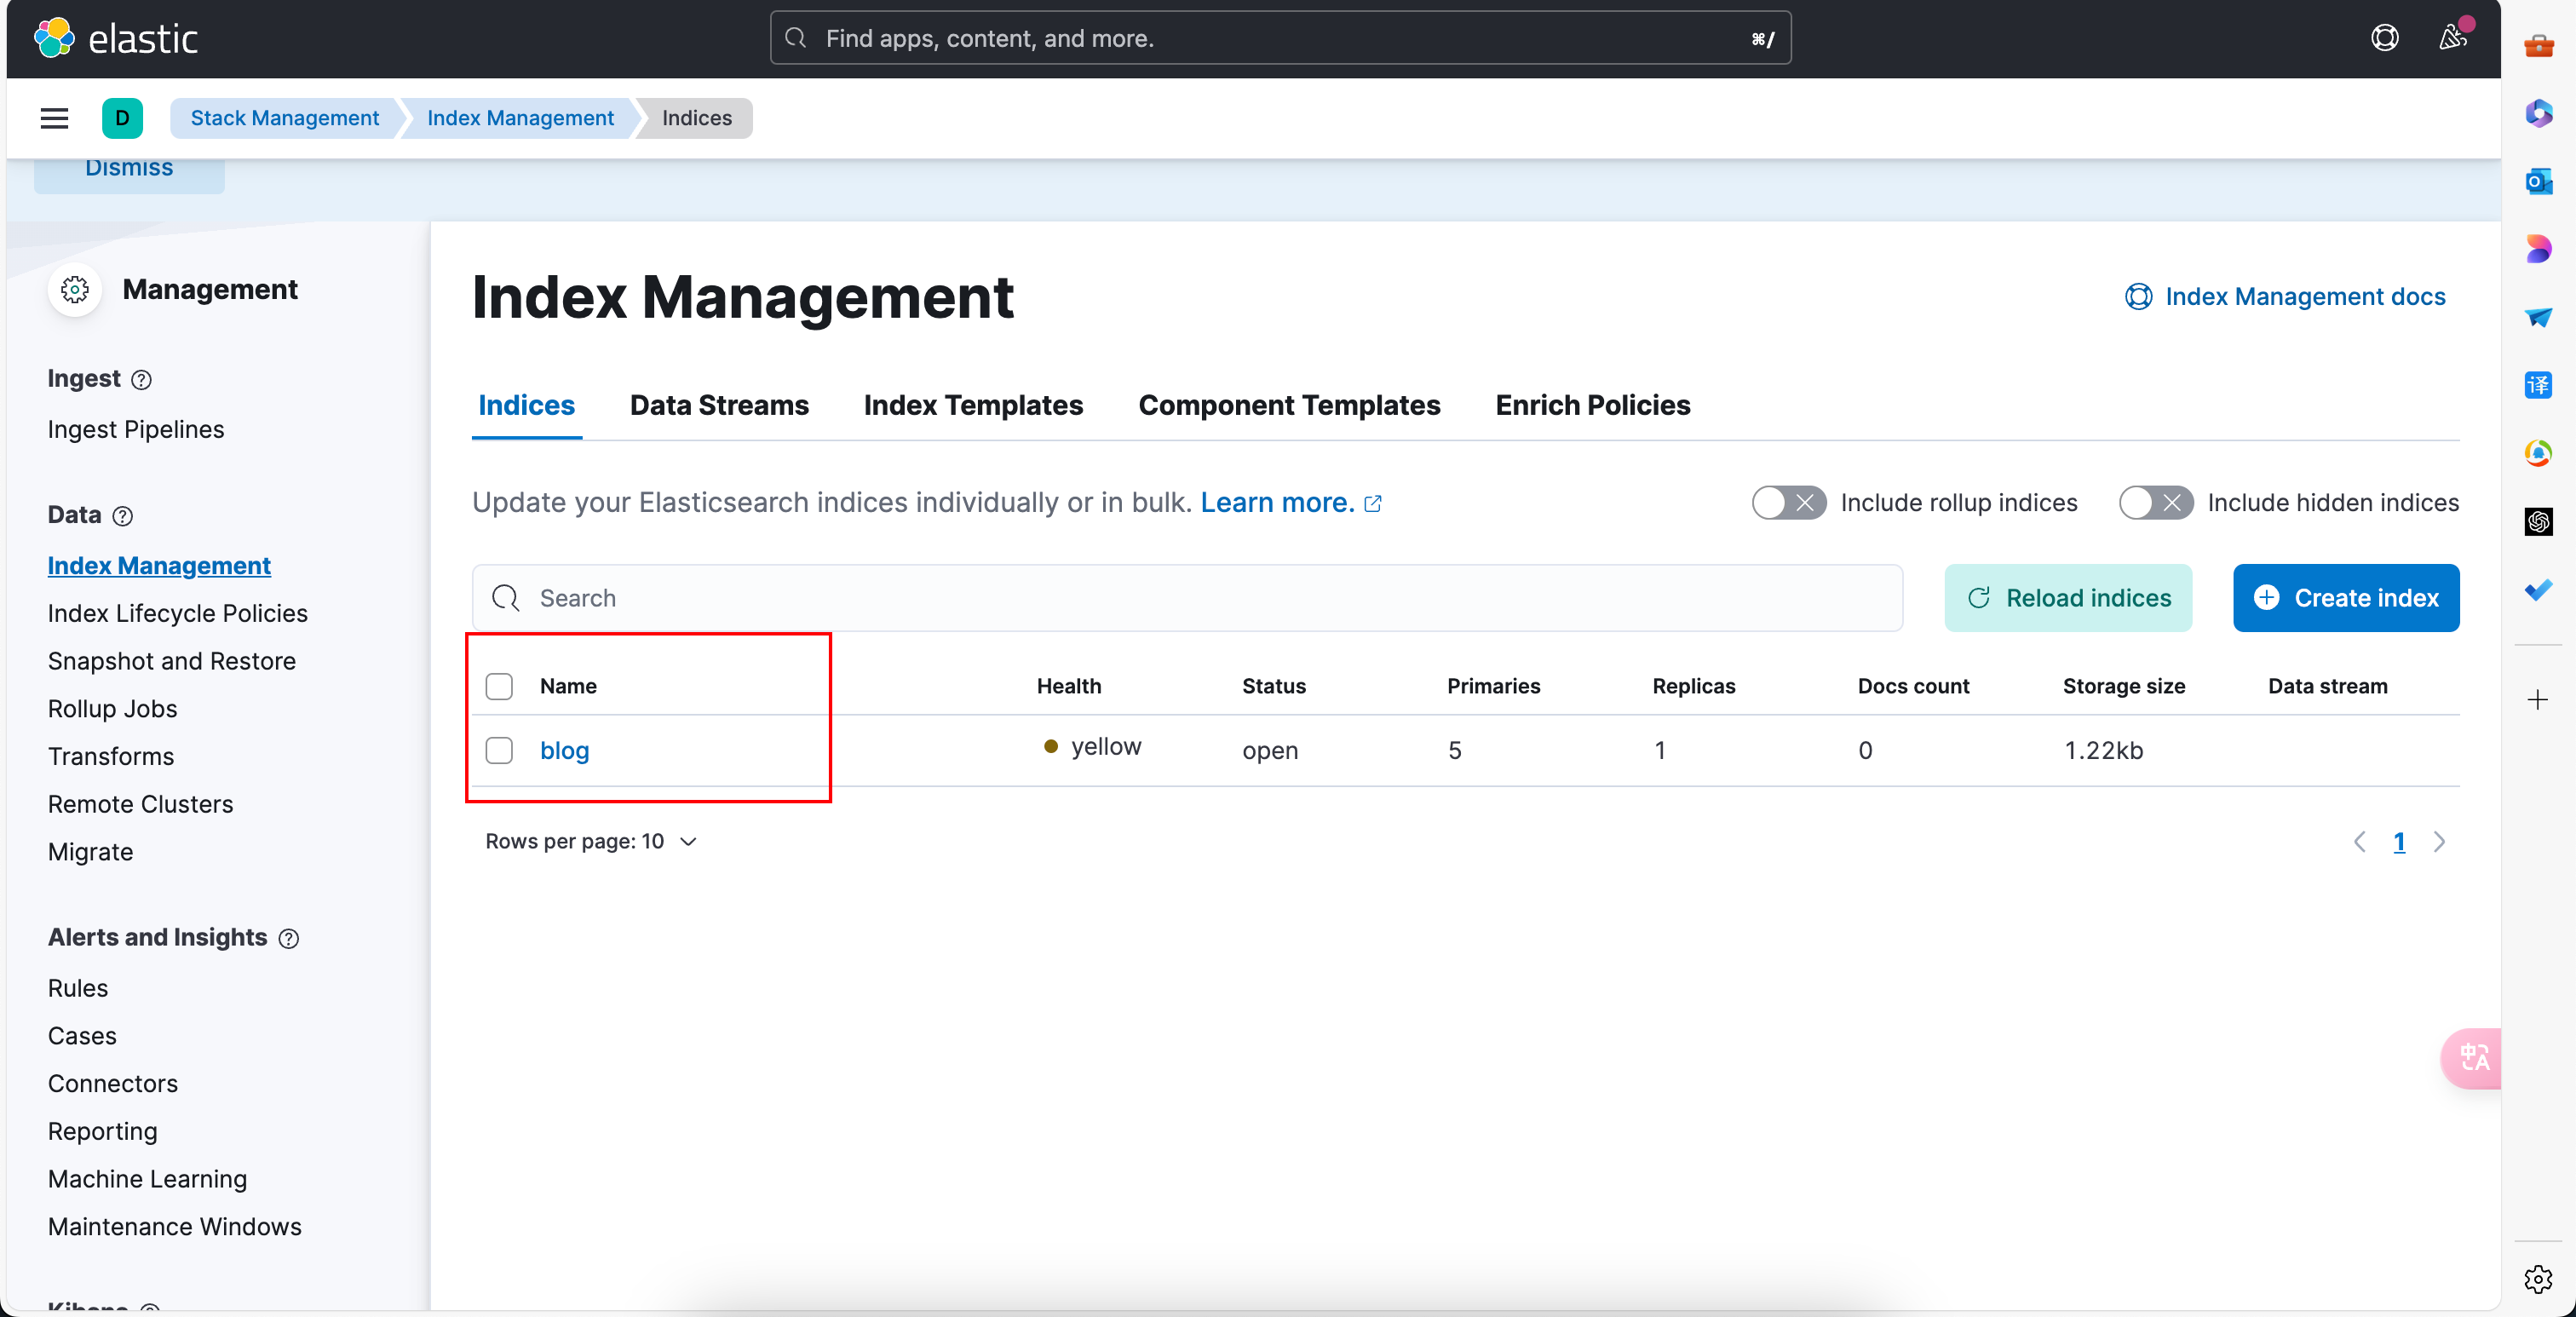 elastic
Find apps, content, and more.
⌘/
D
Stack Management
Index Management
Indices
Dismiss
Management
Ingest
Ingest Pipelines
Data
Index Management
Index Lifecycle Policies
Snapshot and Restore
Rollup Jobs
Transforms
Remote Clusters
Migrate
Alerts and Insights
Rules
Cases
Connectors
Reporting
Machine Learning
Maintenance Windows
Kibana
Index Management
Index Management docs
Indices Data Streams Index Templates Component Templates Enrich Policies
Update your Elasticsearch indices individually or in bulk. Learn more.
Include rollup indices
Include hidden indices
Search
Reload indices
Create index
Name Health Status Primaries Replicas Docs count Storage size Data stream
blog yellow open 5 1 0 1.22kb
Rows per page: 10
1
译
中A